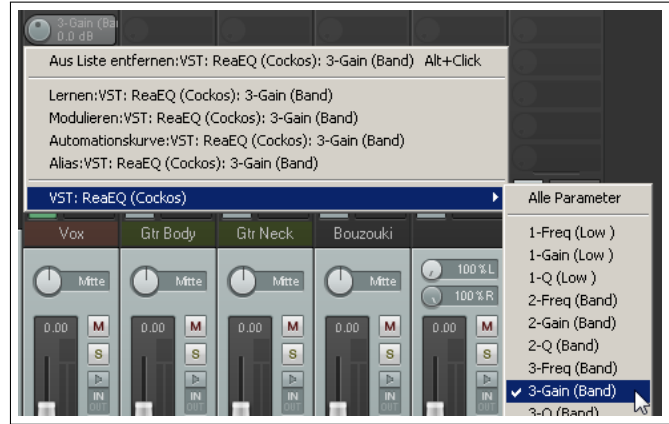 3-Gain (Ba
0.0 dB
Aus Liste entfernen:VST: ReaEQ (Cockos): 3-Gain (Band) Alt+Click
Lernen:VST: ReaEQ (Cockos): 3-Gain (Band)
Modulieren:VST: ReaEQ (Cockos): 3-Gain (Band)
Automationskurve:VST: ReaEQ (Cockos): 3-Gain (Band)
Alias:VST: ReaEQ (Cockos): 3-Gain (Band)
VST: ReaEQ (Cockos)
Alle Parameter
1-Freq (Low )
1-Gain (Low )
1-Q (Low )
2-Freq (Band)
2-Gain (Band)
2-Q (Band)
3-Freq (Band)
3-Gain (Band)
3-Q (Band)
Vox Gtr Body Gtr Neck Bouzouki
Mitte Mitte Mitte Mitte 100%L
100%R
0.00 M 0.00 M 0.00 M 0.00 M 0.00 M
S S S S S
IN IN IN IN IN
OUT OUT OUT OUT OUT